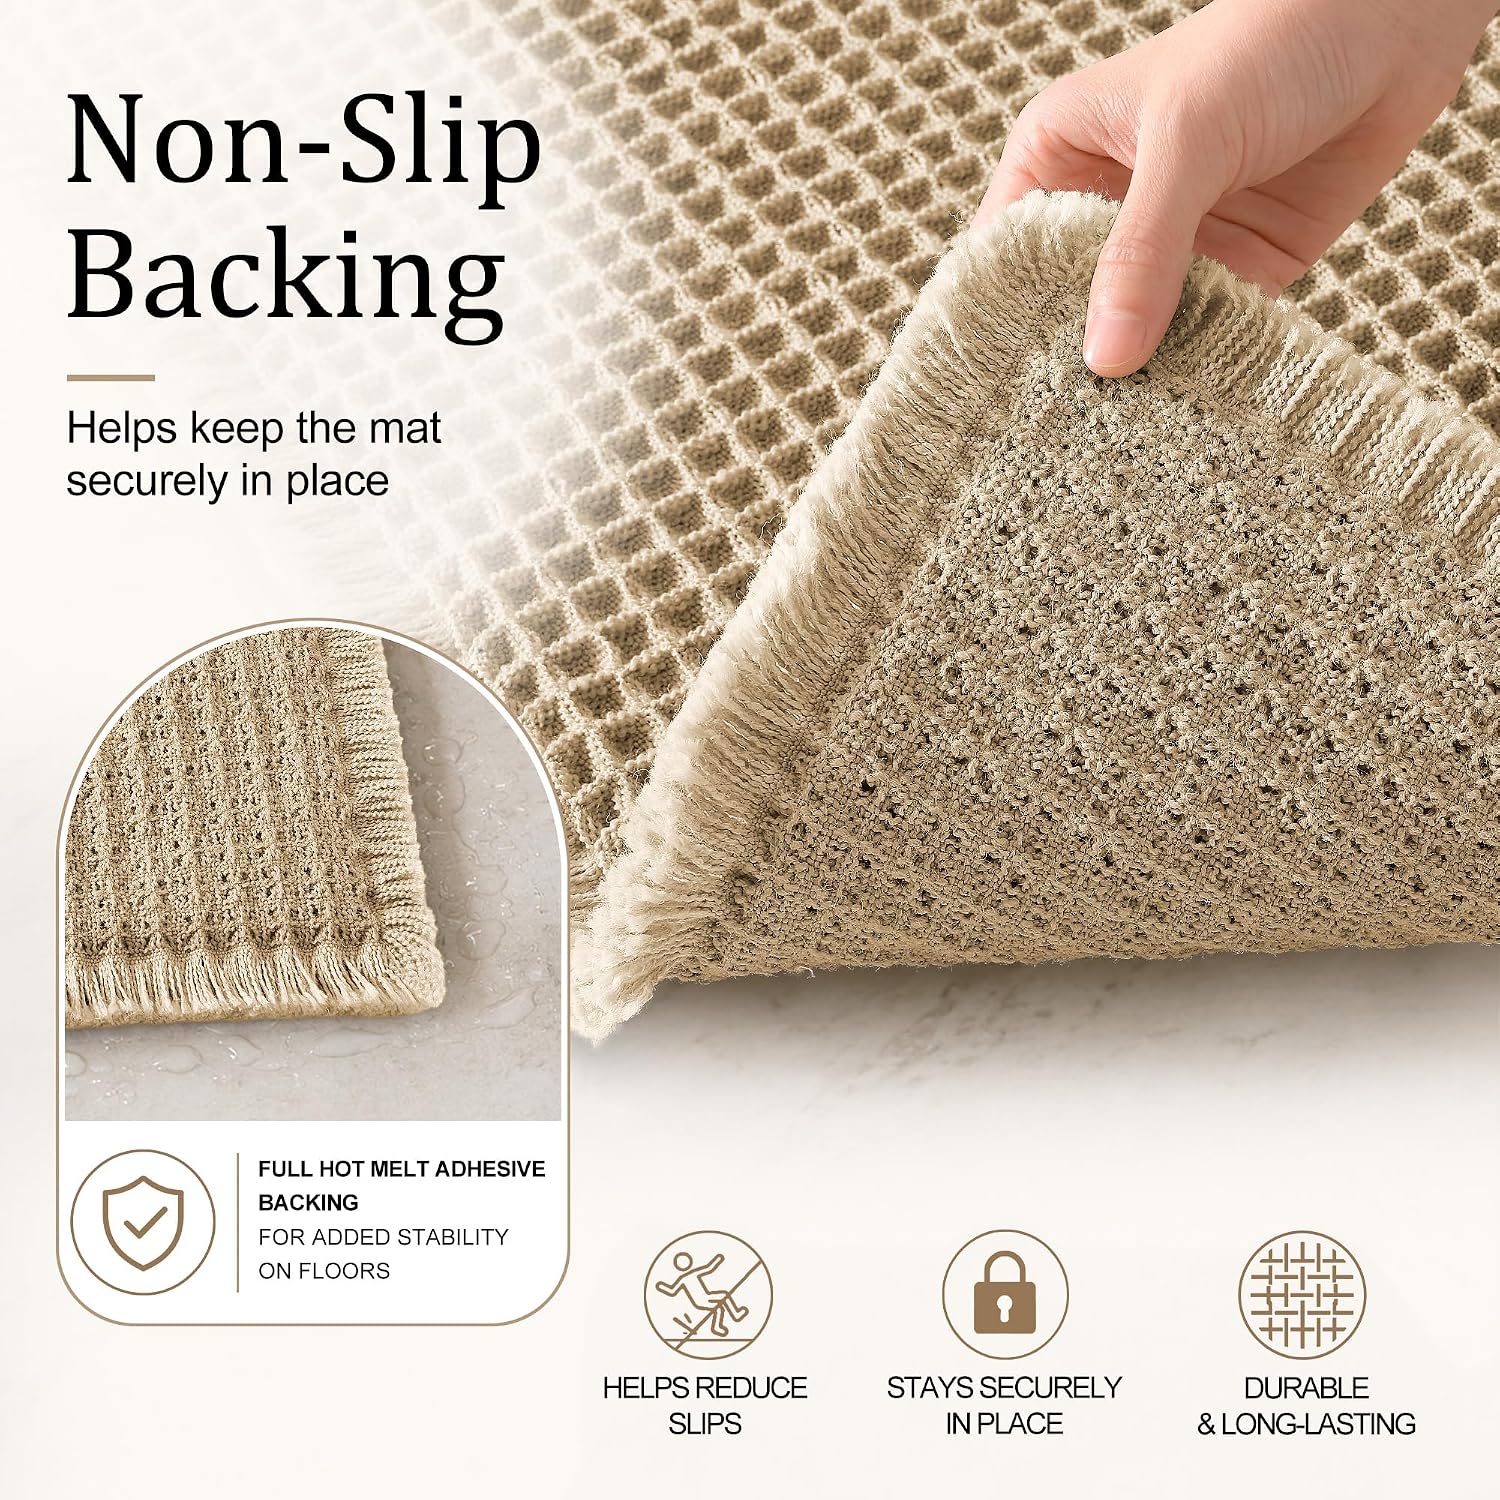 Non-Slip
Backing
Helps keep the mat
securely in place
FULL HOT MELT ADHESIVE
BACKING
FOR ADDED STABILITY
ON FLOORS
HELPS REDUCE
SLIPS
STAYS SECURELY
IN PLACE
DURABLE
& LONG-LASTING